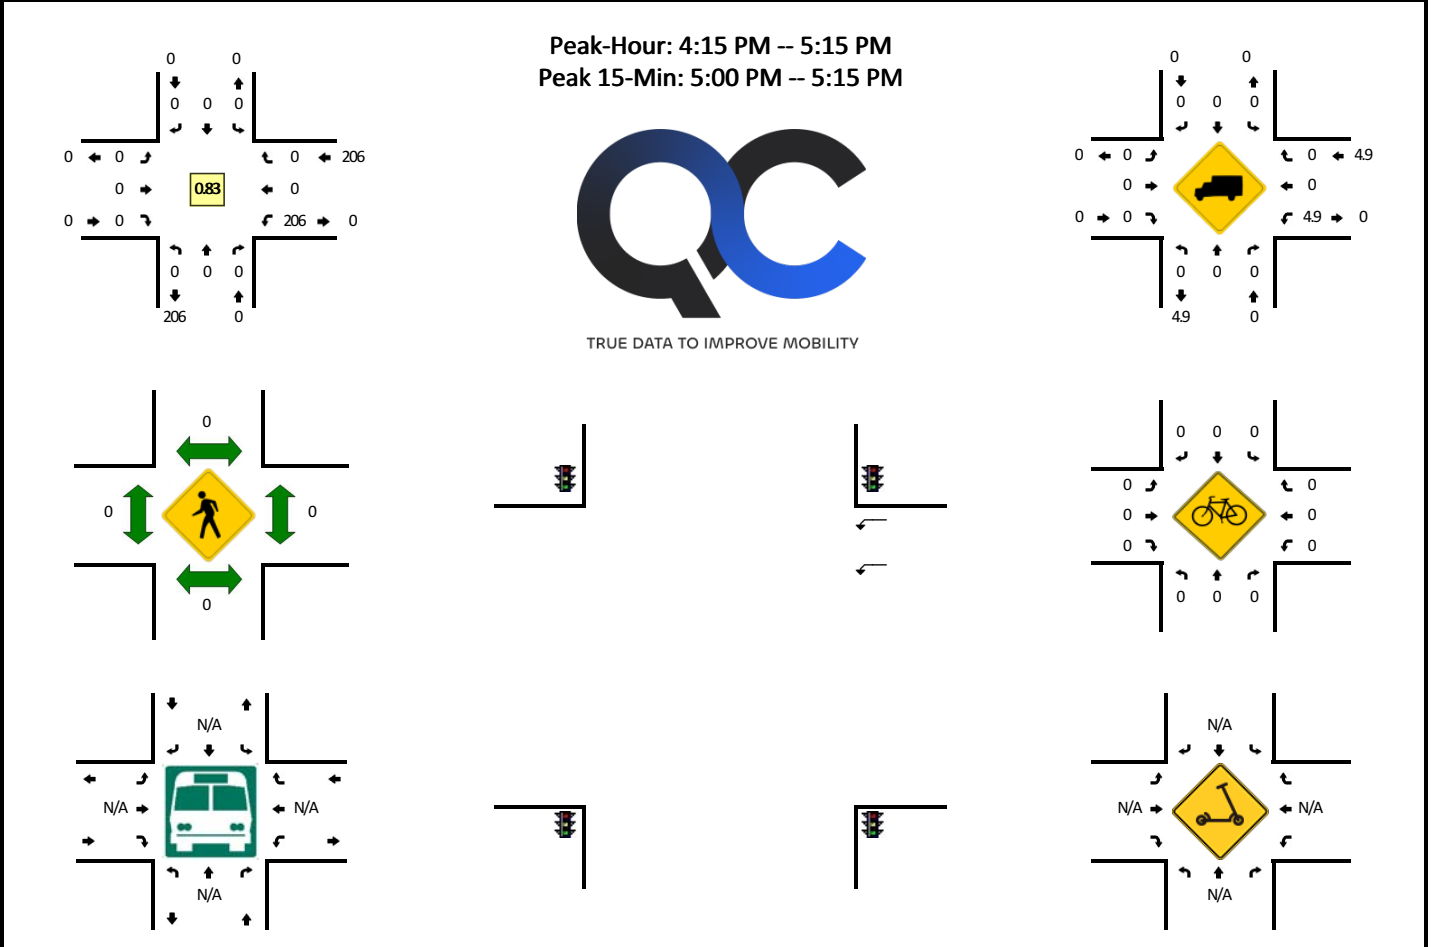 Peak-Hour: 4:15 PM -- 5:15 PM
Peak 15-Min: 5:00 PM -- 5:15 PM
0 0
0 0 0
0 0 0 206
0 0.83 0
0 0 206 0
0 0 0
206 0
QC
TRUE DATA TO IMPROVE MOBILITY
0 0
0 0 0
0 0 0 4.9
0 0
0 0 4.9 0
0 0 0
4.9 0
0
0 0
0
0 0 0
0 0
0 0
0 0
0 0 0
N/A
N/A N/A
N/A
N/A
N/A N/A
N/A